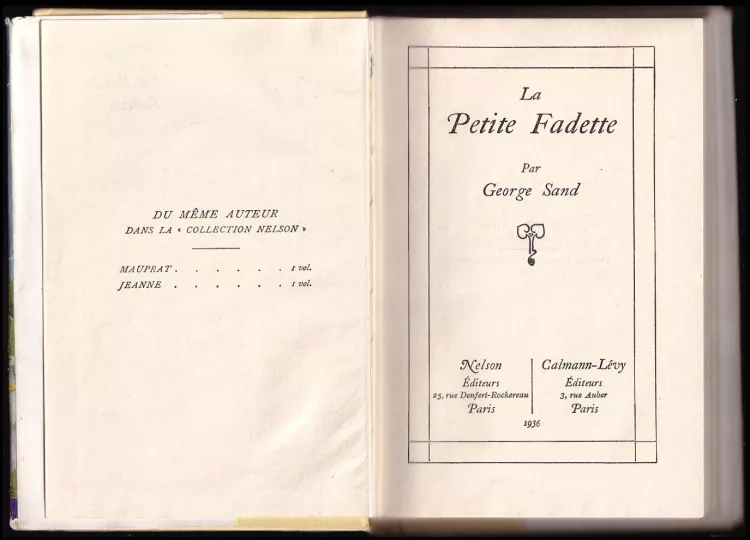 DU MÊME AUTEUR
DANS LA « COLLECTION NELSON »
MAUPRAT . . . . . . 1 vol.
JEANNE . . . . . . 1 vol.
La
Petite Fadette
Par
George Sand
Nelson
Éditeurs
25, rue Denfert-Rochereau
Paris
Calmann-Lévy
Éditeurs
3, rue Auber
Paris
1936